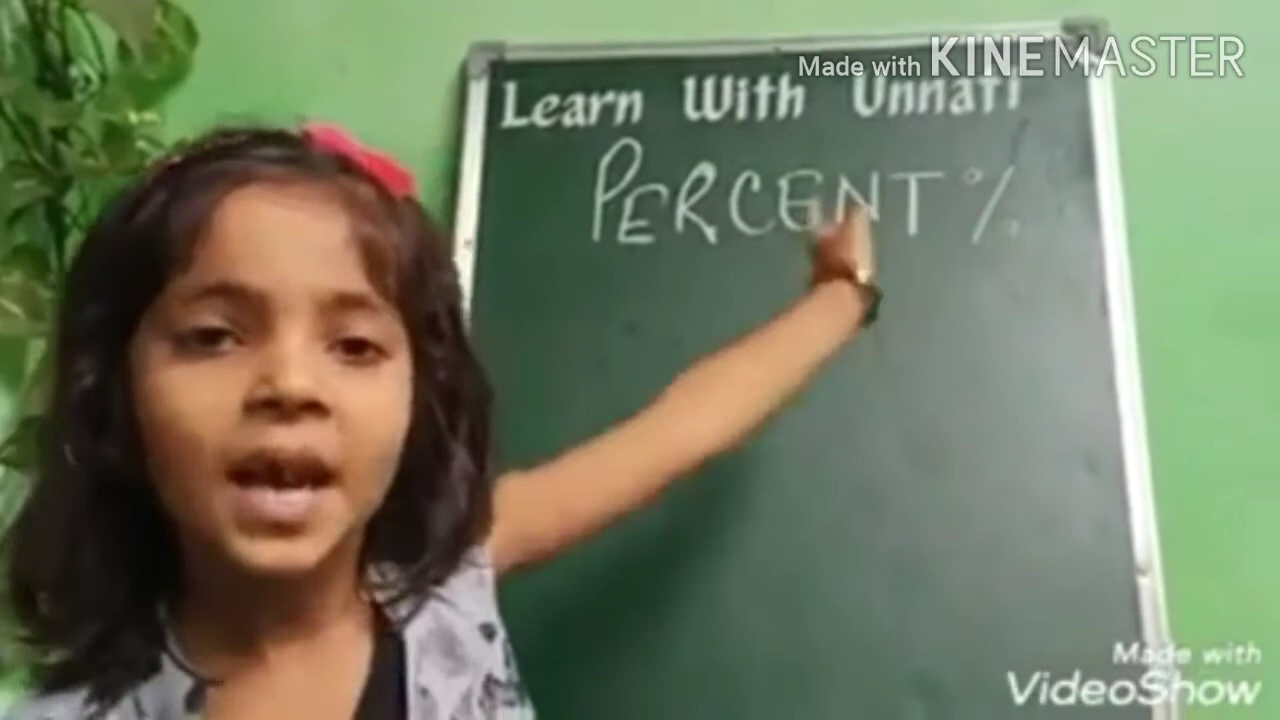 Made with KINEMASTER
Learn With Unnati
PERCENT %
Made with
VideoShow